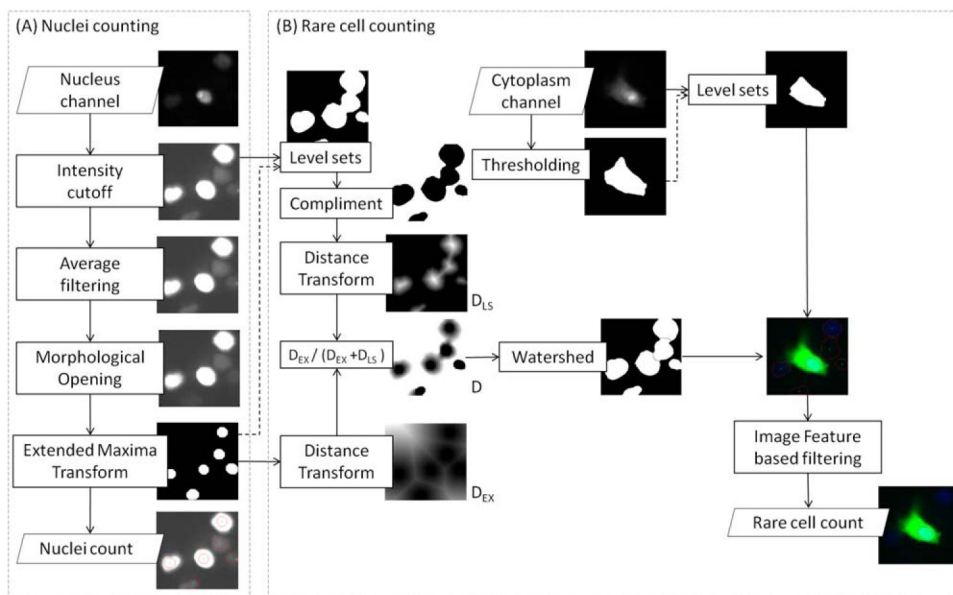 (A) Nuclei counting
Nucleus
channel
Intensity
cutoff
Average
filtering
Morphological
Opening
Extended Maxima
Transform
Nuclei count
(B) Rare cell counting
Level sets
Compliment
Distance
Transform
D_LS
D_EX / (D_EX +D_LS )
D
Distance
Transform
D_EX
Watershed
Cytoplasm
channel
Thresholding
Level sets
Image Feature
based filtering
Rare cell count